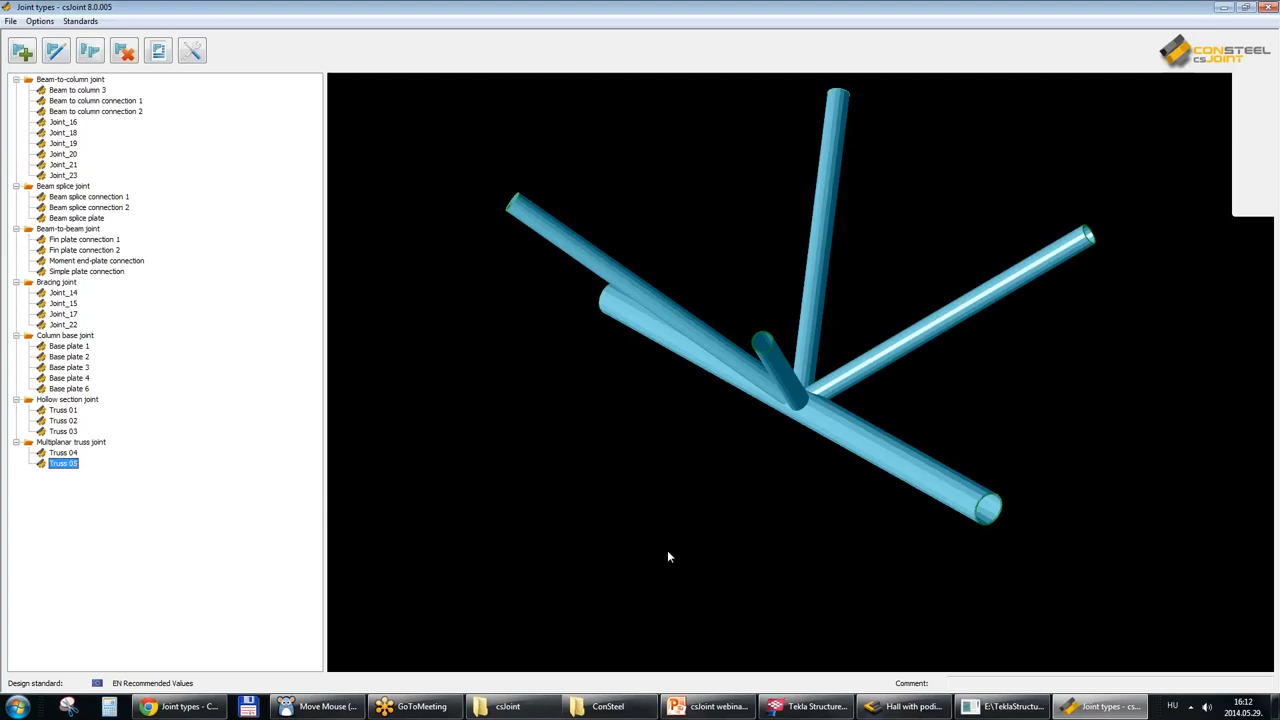 Joint types - csJoint 8.0.005
File Options Standards
CONSTEEL
CSJOINT
Beam-to-column joint
Beam to column 3
Beam to column connection 1
Beam to column connection 2
Joint_16
Joint_18
Joint_19
Joint_20
Joint_21
Joint_23
Beam splice joint
Beam splice connection 1
Beam splice connection 2
Beam splice plate
Beam-to-beam joint
Fin plate connection 1
Fin plate connection 2
Moment end-plate connection
Simple plate connection
Bracing joint
Joint_14
Joint_15
Joint_17
Joint_22
Column base joint
Base plate 1
Base plate 2
Base plate 3
Base plate 4
Base plate 6
Hollow section joint
Truss 01
Truss 02
Truss 03
Multiplanar truss joint
Truss 04
Truss 05
Design standard: EN Recommended Values Comment:
Joint types - C... Move Mouse (... GoToMeeting csJoint ConSteel csJoint webina... Tekla Structure... Hall with podi... E:\TeklaStructu... Joint types - cs... HU 16:12
2014.05.29.